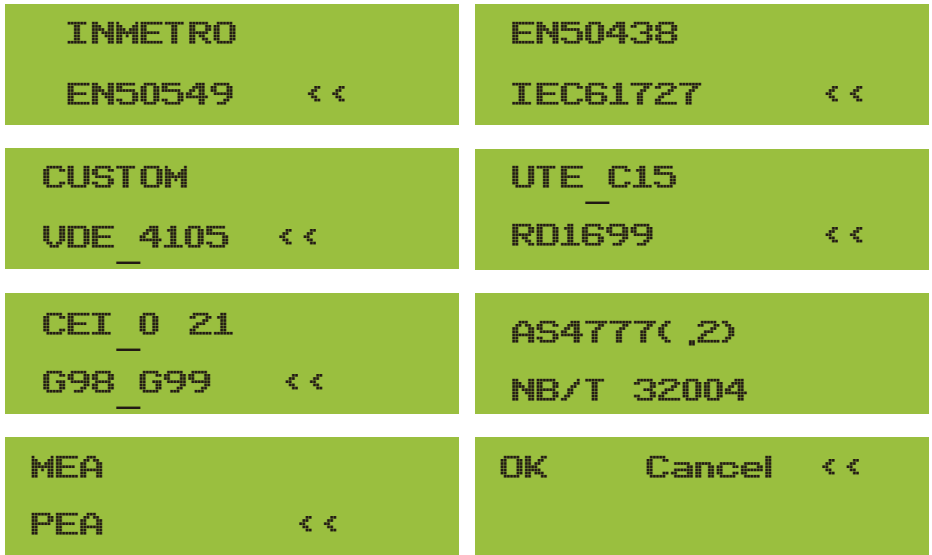 INMETRO
EN50549 <<
EN50438
IEC61727 <<
CUSTOM
VDE_4105 <<
UTE_C15
RD1699 <<
CEI_0 21
G98_G99 <<
AS4777(.2)
NB/T 32004
MEA
PEA <<
OK Cancel <<